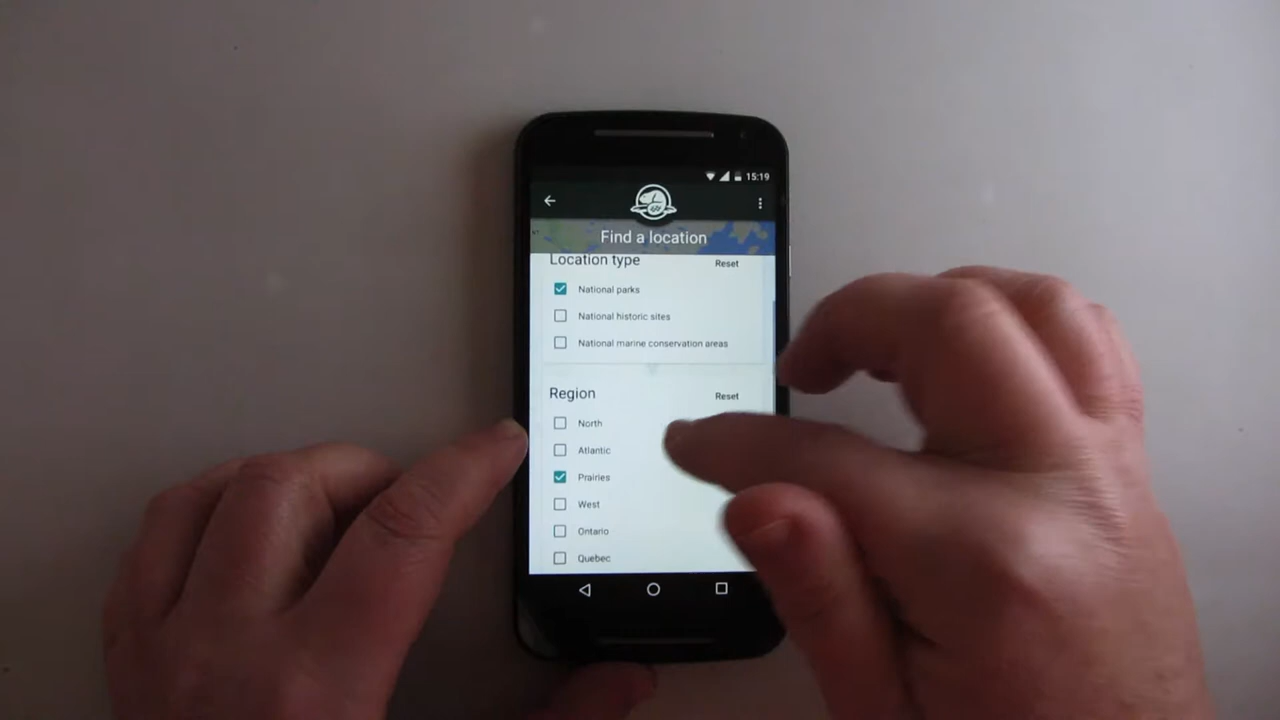 15:19
Find a location
Location type Reset
National parks
National historic sites
National marine conservation areas
Region Reset
North
Atlantic
Prairies
West
Ontario
Quebec